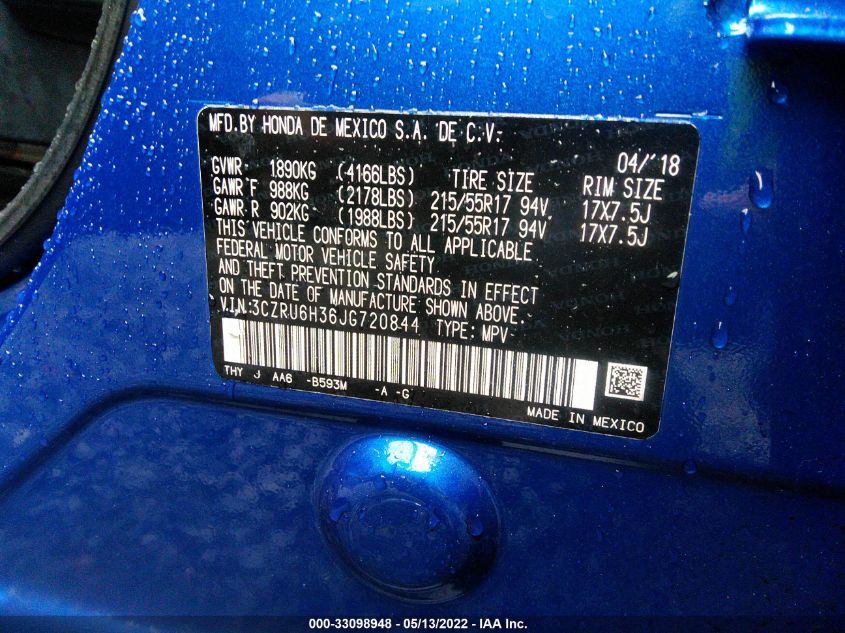 MFD.BY HONDA DE MEXICO S.A. DE C.V.
04/'18
GVWR 1890KG (4166LBS) TIRE SIZE RIM SIZE
GAWR F 988KG (2178LBS) 215/55R17 94V 17X7.5J
GAWR R 902KG (1988LBS) 215/55R17 94V 17X7.5J
THIS VEHICLE CONFORMS TO ALL APPLICABLE
FEDERAL MOTOR VEHICLE SAFETY
AND THEFT PREVENTION STANDARDS IN EFFECT
ON THE DATE OF MANUFACTURE SHOWN ABOVE.
V.I.N:3CZRU6H36JG720844 TYPE: MPV
THY J AA6 -B593M -A -G
MADE IN MEXICO
000-33098948 - 05/13/2022 - IAA Inc.